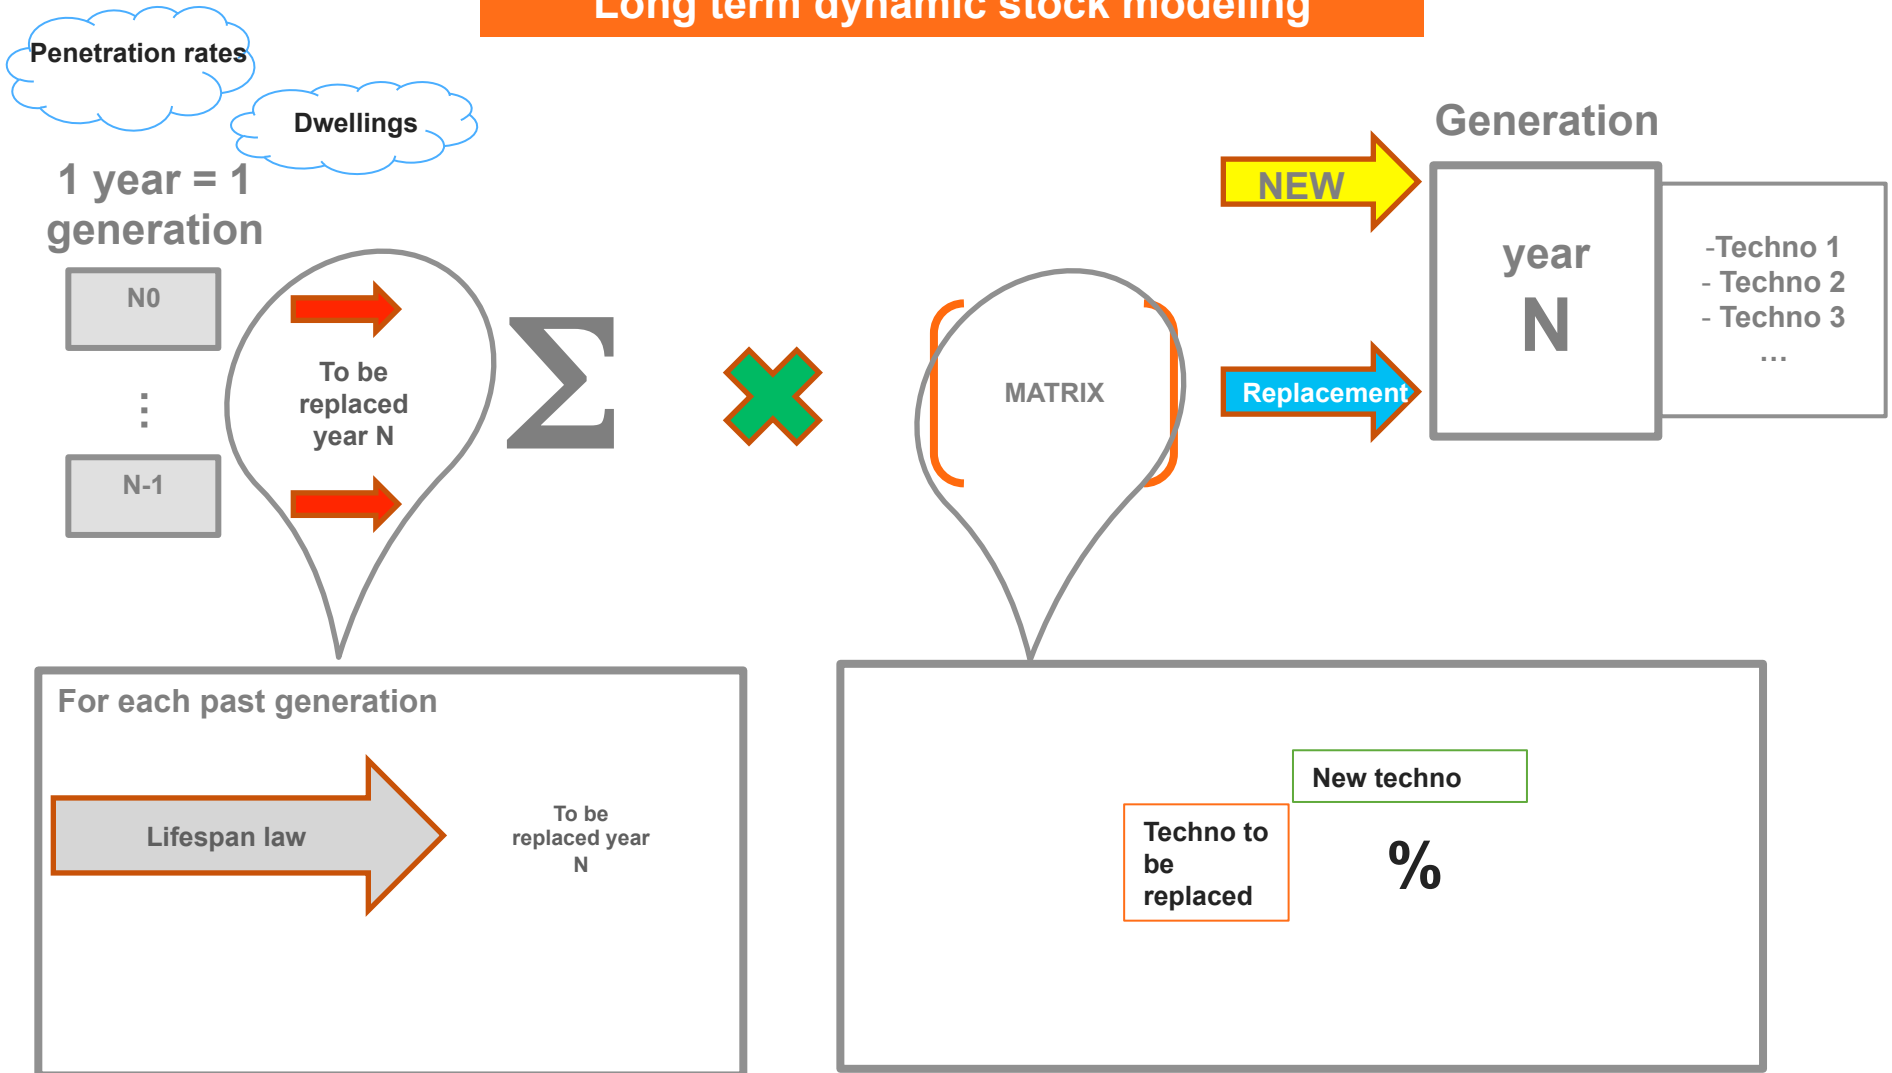 Long term dynamic stock modeling
Penetration rates
Dwellings
1 year = 1
generation
N0
⋮
N-1
To be
replaced
year N
Σ
MATRIX
NEW
Replacement
Generation
year
N
-Techno 1
- Techno 2
- Techno 3
...
For each past generation
Lifespan law
To be
replaced year
N
New techno
Techno to
be
replaced
%